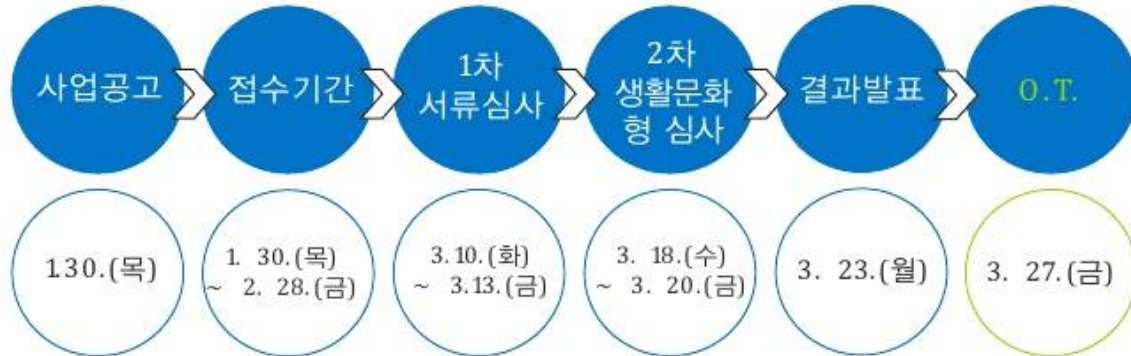 사업공고
접수기간
1차
서류심사
2차
생활문화
형 심사
결과발표
O.T.
1.30.(목)
1. 30.(목)
~ 2. 28.(금)
3.10.(화)
~ 3.13.(금)
3. 18.(수)
~ 3. 20.(금)
3. 23.(월)
3. 27.(금)